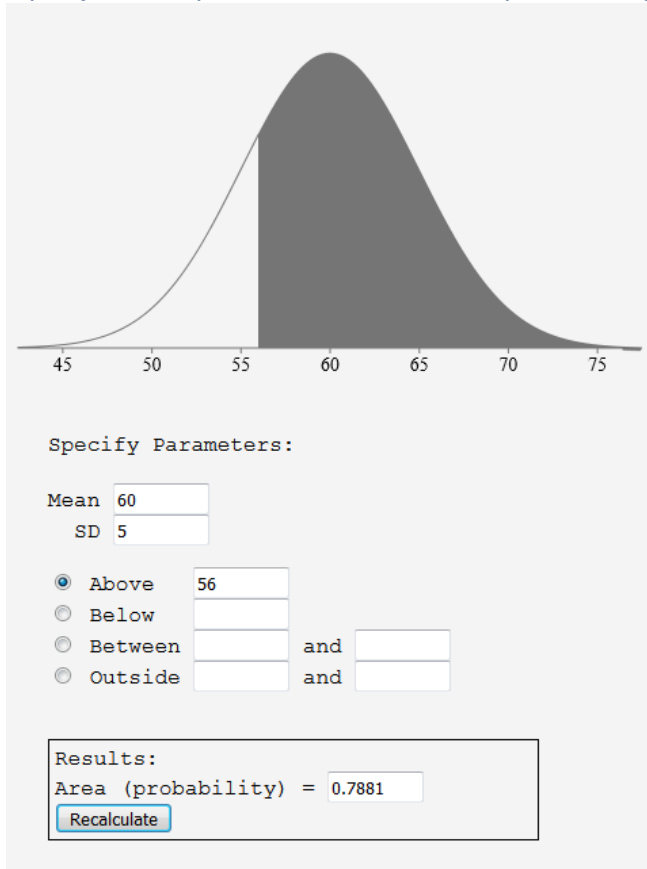 45 50 55 60 65 70 75
Specify Parameters:
Mean 60
SD 5
Above 56
Below
Between and
Outside and
Results:
Area (probability) = 0.7881
Recalculate